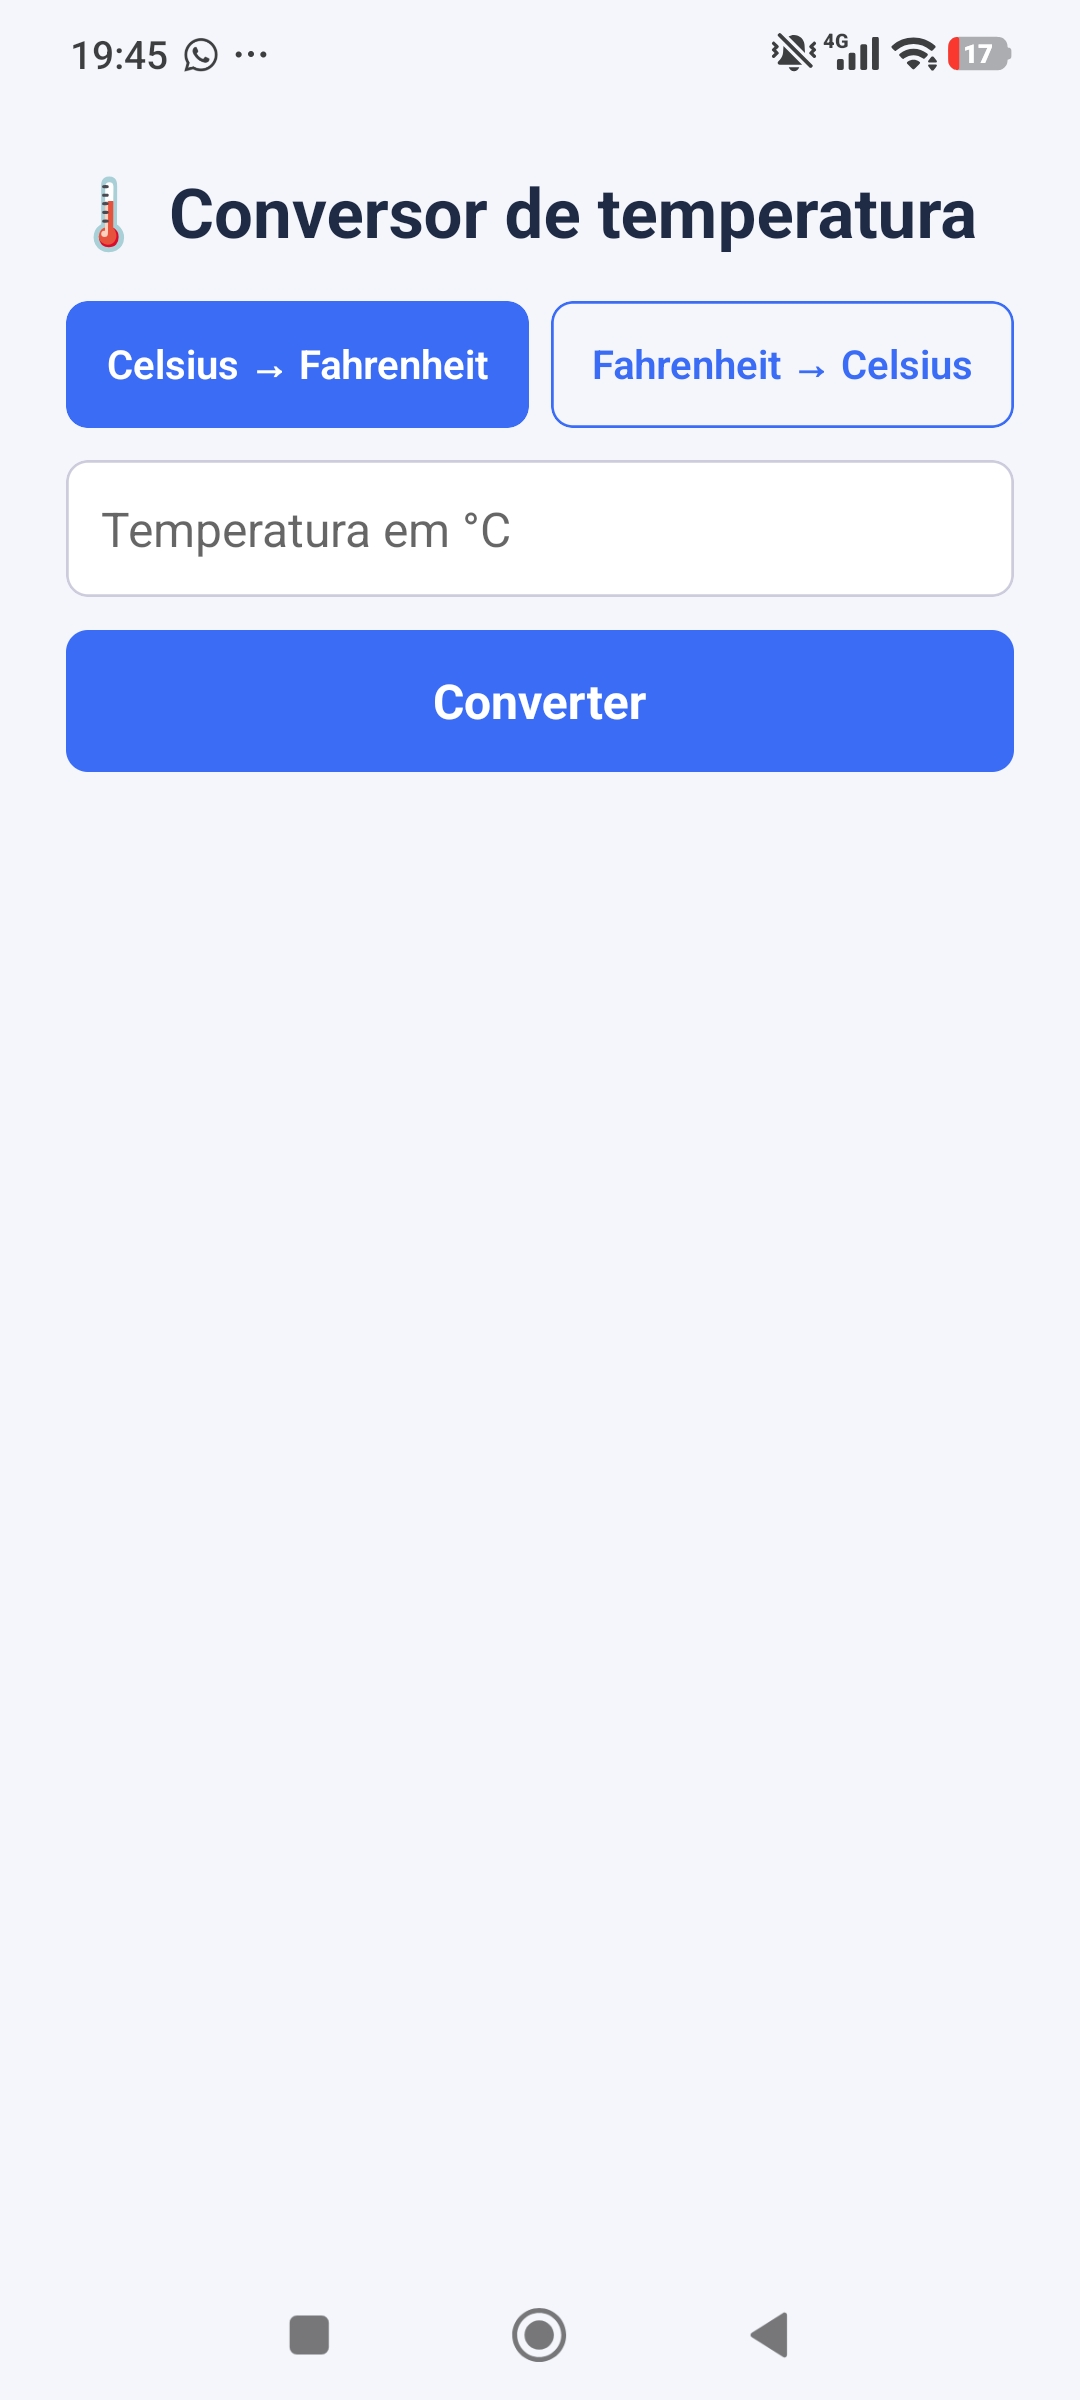 19:45 ... 4G 17
Conversor de temperatura
Celsius → Fahrenheit
Fahrenheit → Celsius
Temperatura em °C
Converter